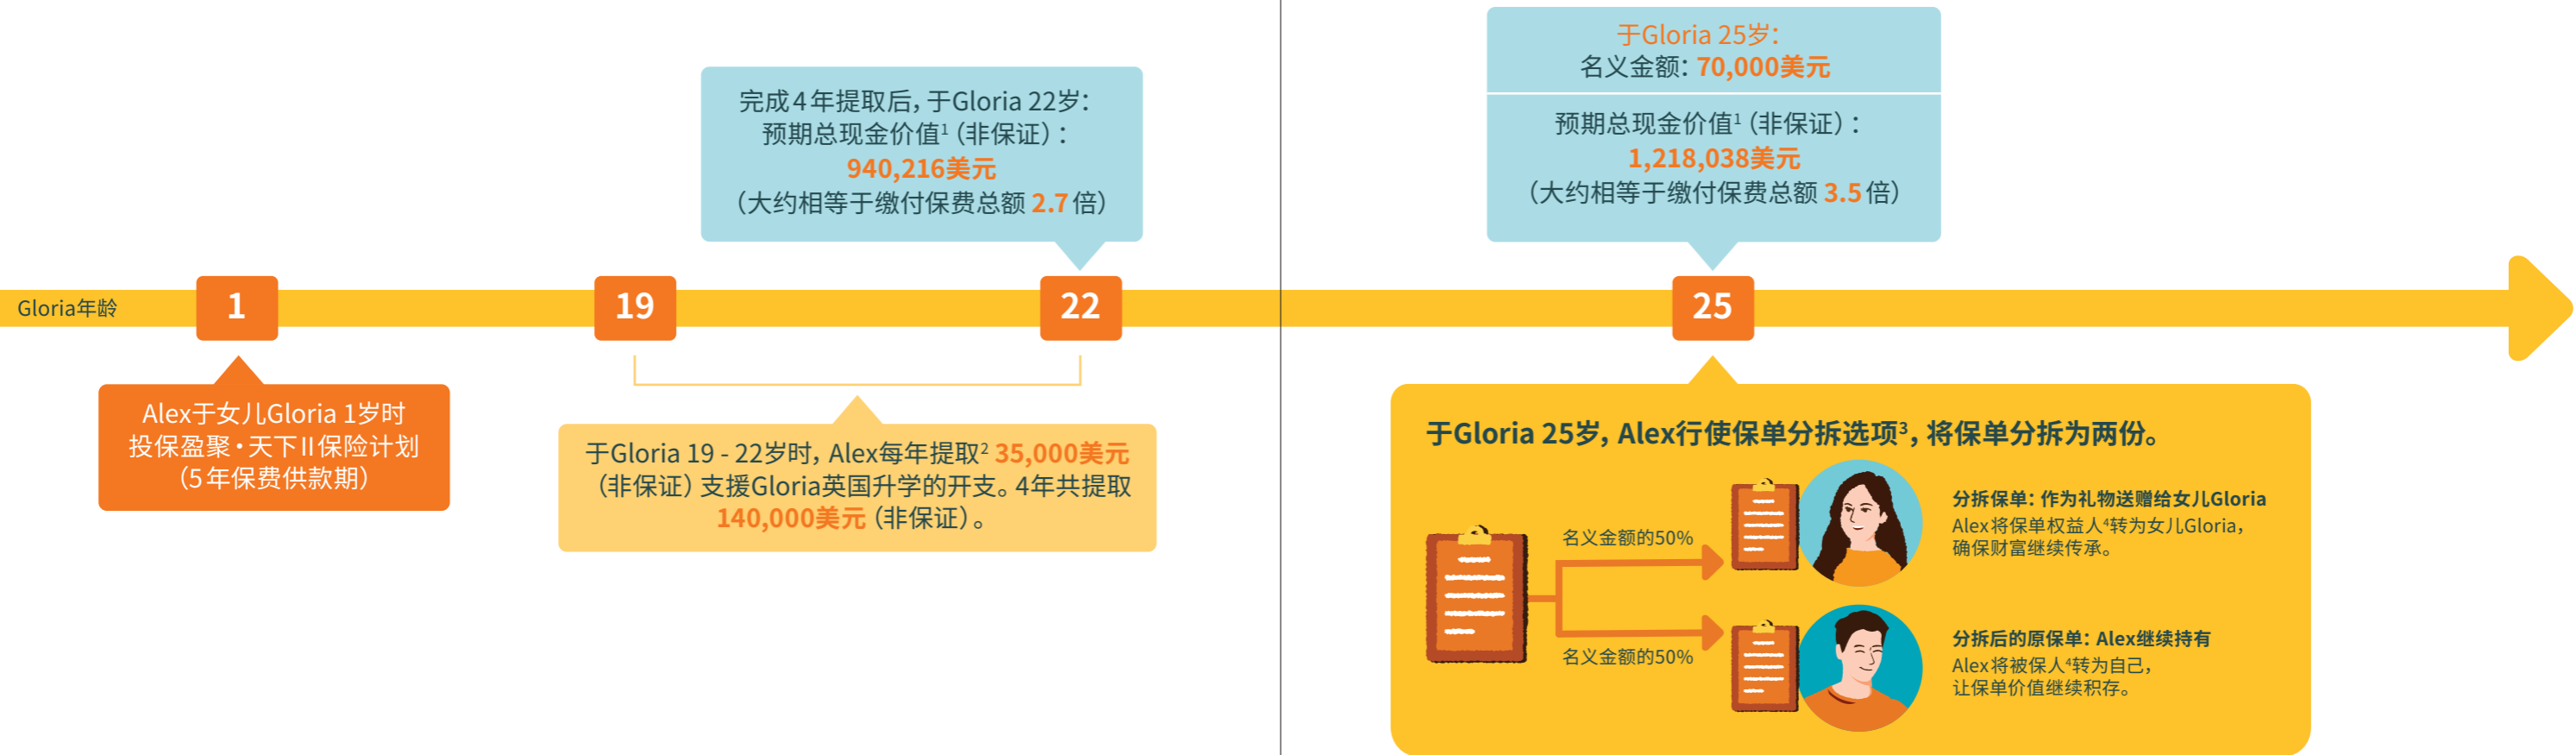 于Gloria 25岁：
名义金额：70,000美元
完成4年提取后，于Gloria 22岁：
预期总现金价值¹（非保证）：
940,216美元
（大约相等于缴付保费总额 2.7倍）
预期总现金价值¹（非保证）：
1,218,038美元
（大约相等于缴付保费总额 3.5倍）
Gloria年龄
1
19
22
25
Alex于女儿Gloria 1岁时
投保盈聚·天下II保险计划
（5年保费供款期）
于Gloria 19 - 22岁时，Alex每年提取² 35,000美元
（非保证）支援Gloria英国升学的开支。4年共提取
140,000美元（非保证）。
于Gloria 25岁，Alex行使保单分拆选项³，将保单分拆为两份。
名义金额的50%
分拆保单：作为礼物送赠给女儿Gloria
Alex将保单权益人⁴转为女儿Gloria，
确保财富继续传承。
名义金额的50%
分拆后的原保单：Alex继续持有
Alex将被保人⁴转为自己，
让保单价值继续积存。